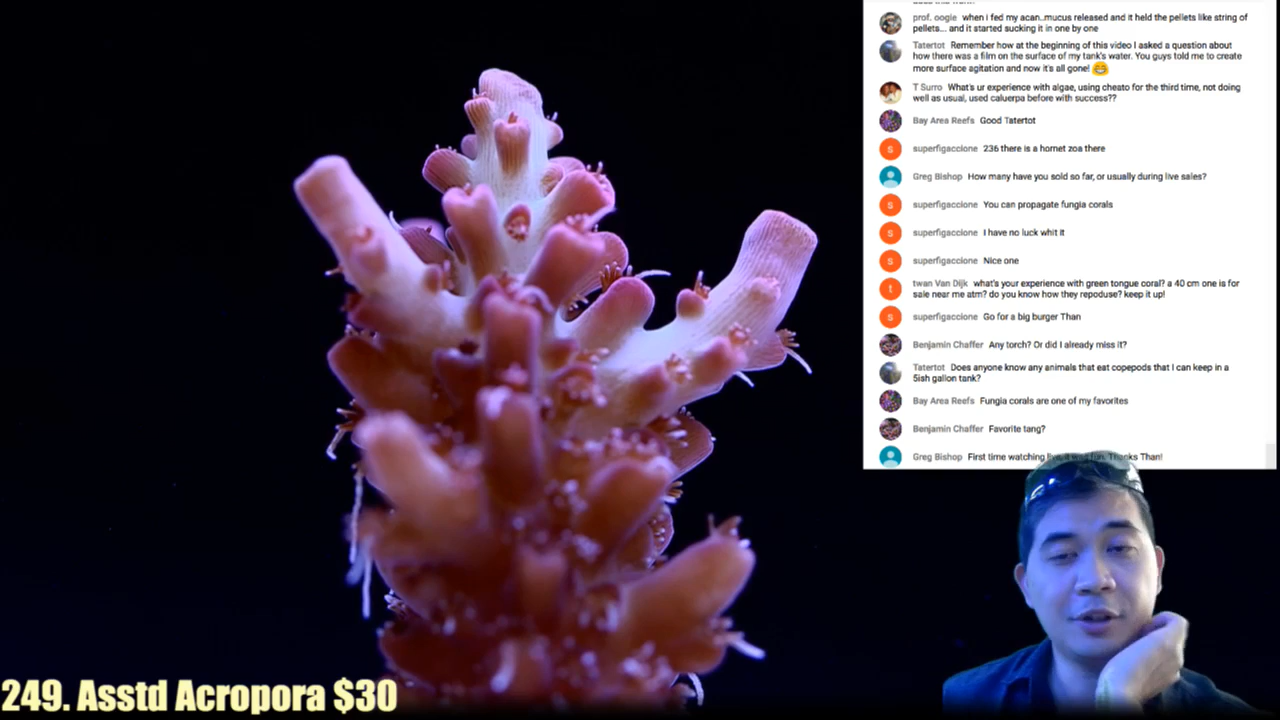 prof. oogie when i fed my acan..mucus released and it held the pellets like string of
pellets... and it started sucking it in one by one
Tatertot Remember how at the beginning of this video I asked a question about
how there was a film on the surface of my tank's water. You guys told me to create
more surface agitation and now it's all gone!
T Surro What's ur experience with algae, using cheato for the third time, not doing
well as usual, used caluerpa before with success??
Bay Area Reefs Good Tatertot
s superfigaccione 236 there is a hornet zoa there
Greg Bishop How many have you sold so far, or usually during live sales?
s superfigaccione You can propagate fungia corals
s superfigaccione I have no luck whit it
s superfigaccione Nice one
t twan Van Dijk what's your experience with green tongue coral? a 40 cm one is for
sale near me atm? do you know how they repoduse? keep it up!
s superfigaccione Go for a big burger Than
Benjamin Chaffer Any torch? Or did I already miss it?
Tatertot Does anyone know any animals that eat copepods that I can keep in a
5ish gallon tank?
Bay Area Reefs Fungia corals are one of my favorites
Benjamin Chaffer Favorite tang?
Greg Bishop First time watching live, it was fun. Thanks Than!
249. Asstd Acropora $30